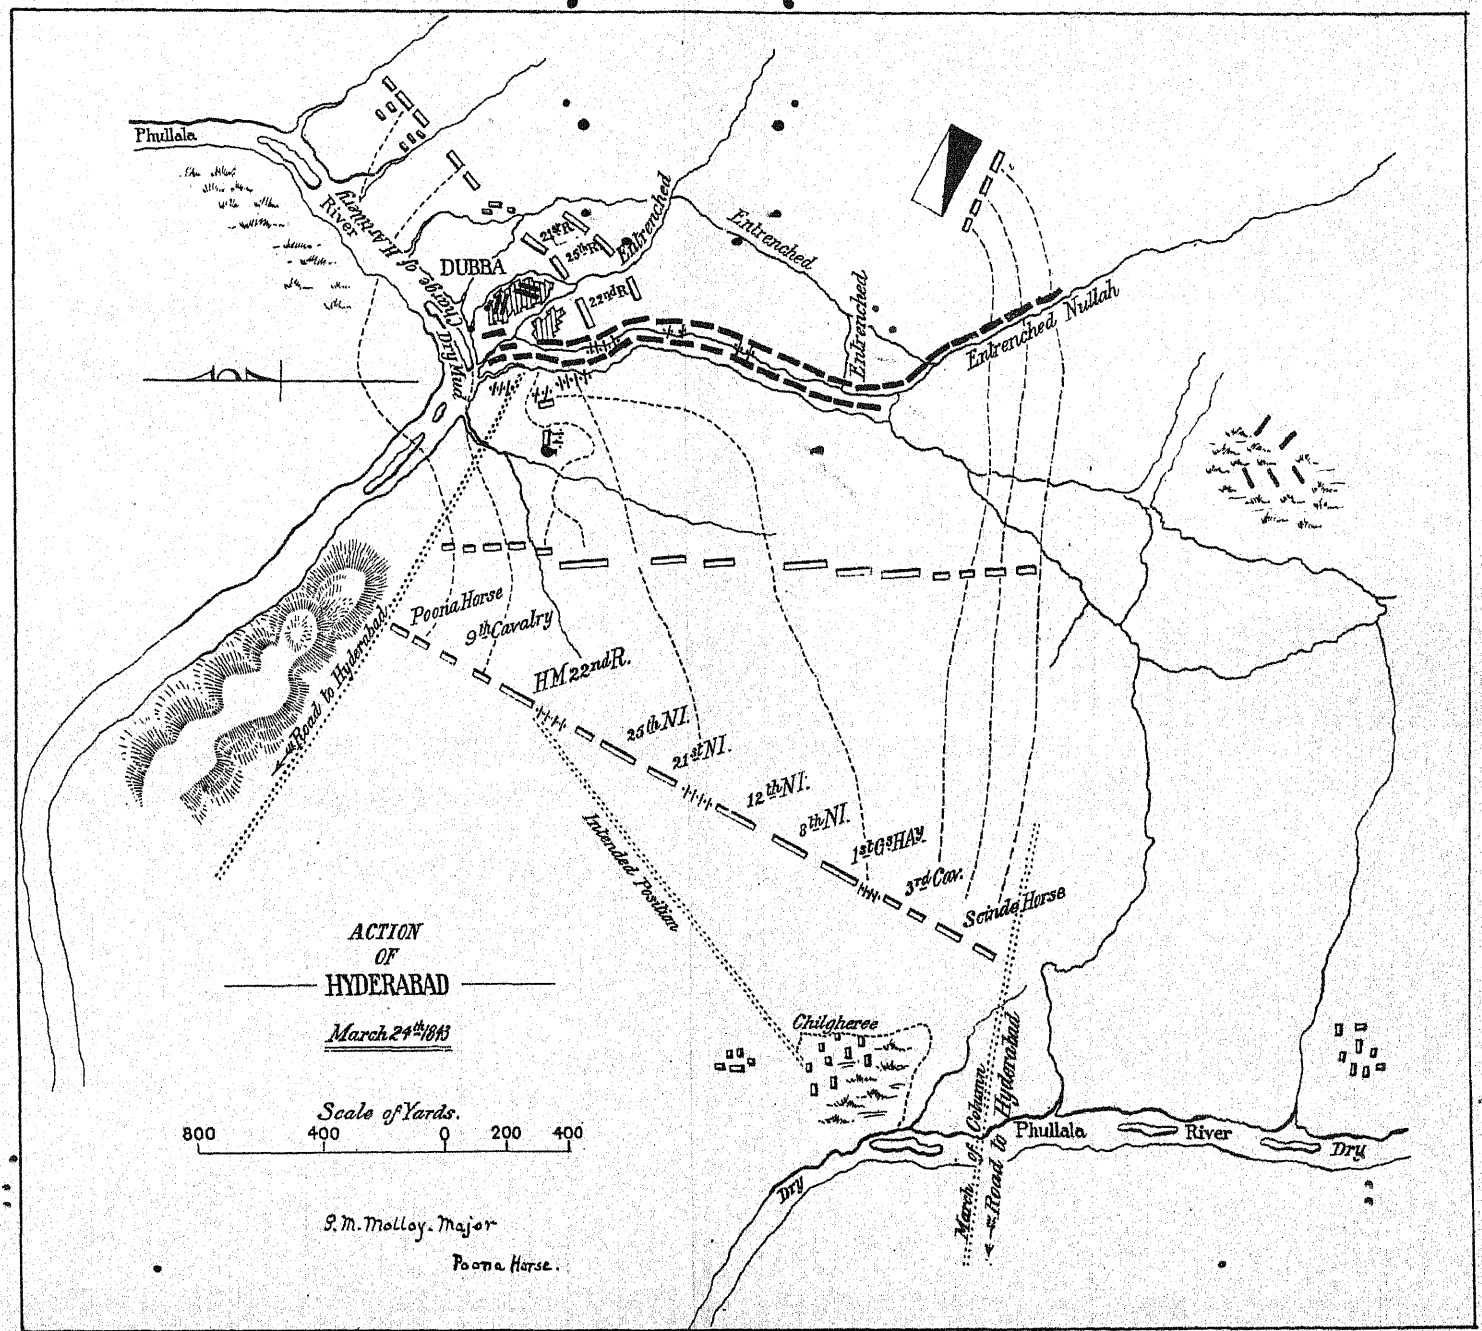 Phullala
River
Charge of H. Artillery
Dry Mud
DUBBA
21st R
25th R
22nd R
Entrenched
Entrenched
Entrenched
Entrenched Nullah
Poona Horse
9th Cavalry
HM 22nd R.
25th NI.
21st NI.
12th NI.
8th NI.
1st Gs HAy
3rd Cav.
Scinde Horse
Road to Hyderabad
Intended Position
ACTION
OF
HYDERABAD
March 24th 1843
Scale of Yards.
800 400 0 200 400
Chilgheree
March of Column
Road to Hyderabad
Phullala River Dry
Dry
P. M. Molloy. Major
Poona Horse.